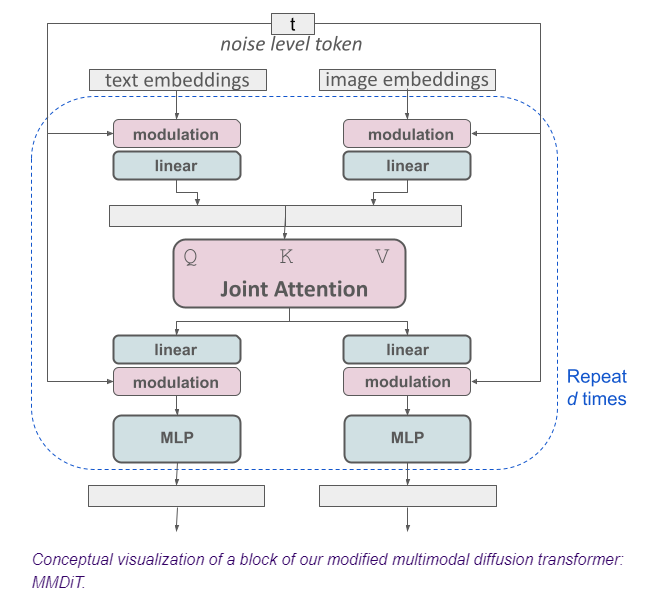 t
noise level token
text embeddings
image embeddings
modulation
modulation
linear
linear
Q K V
Joint Attention
linear
linear
modulation
modulation
Repeat
d times
MLP
MLP
Conceptual visualization of a block of our modified multimodal diffusion transformer:
MMDiT.